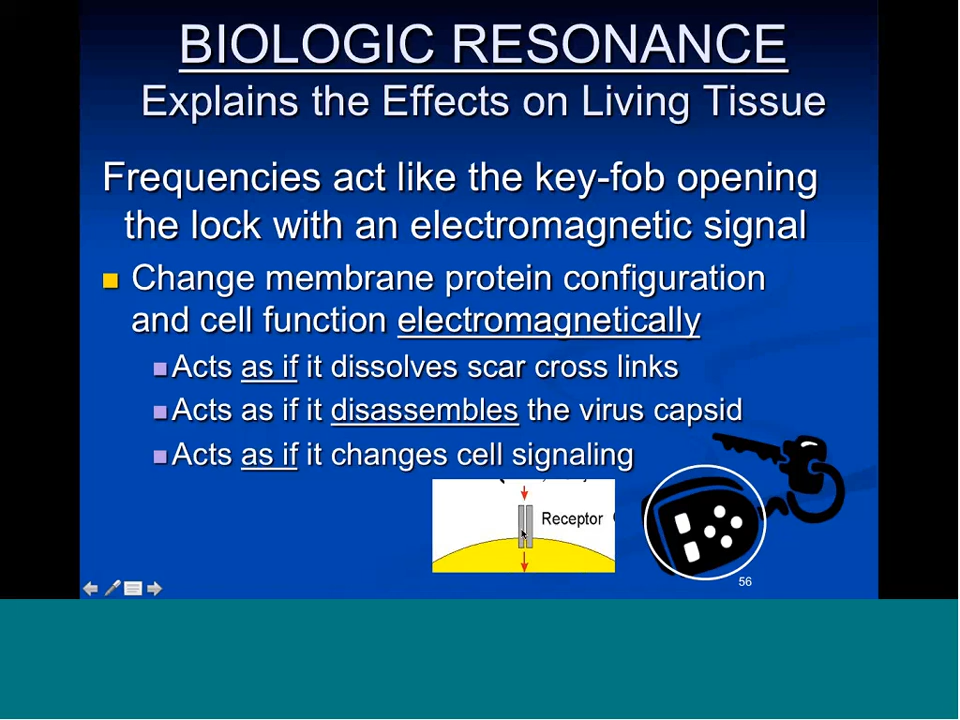 BIOLOGIC RESONANCE
Explains the Effects on Living Tissue
Frequencies act like the key-fob opening
the lock with an electromagnetic signal
Change membrane protein configuration
and cell function electromagnetically
Acts as if it dissolves scar cross links
Acts as if it disassembles the virus capsid
Acts as if it changes cell signaling
Receptor
56